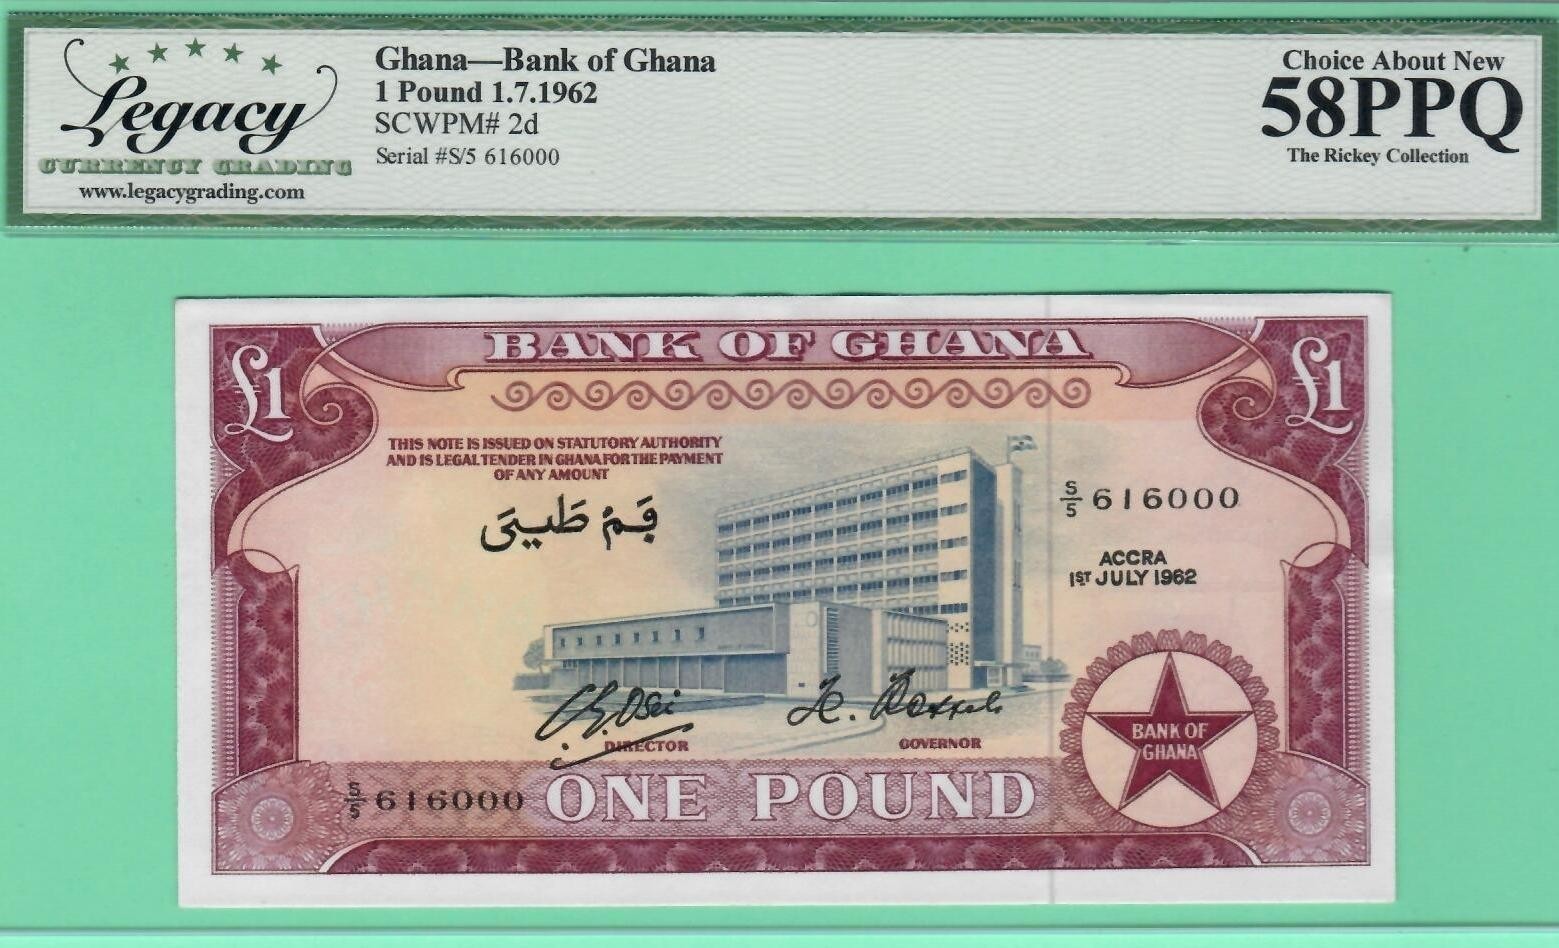 Legacy
CURRENCY GRADING
www.legacygrading.com
Ghana—Bank of Ghana
1 Pound 1.7.1962
SCWPM# 2d
Serial #S/5 616000
Choice About New
58PPQ
The Rickey Collection
BANK OF GHANA
£1
£1
THIS NOTE IS ISSUED ON STATUTORY AUTHORITY
AND IS LEGAL TENDER IN GHANA FOR THE PAYMENT
OF ANY AMOUNT
فَمْ
S/5 616000
ACCRA
1ST JULY 1962
DIRECTOR
GOVERNOR
BANK OF
GHANA
S/5 616000
ONE POUND